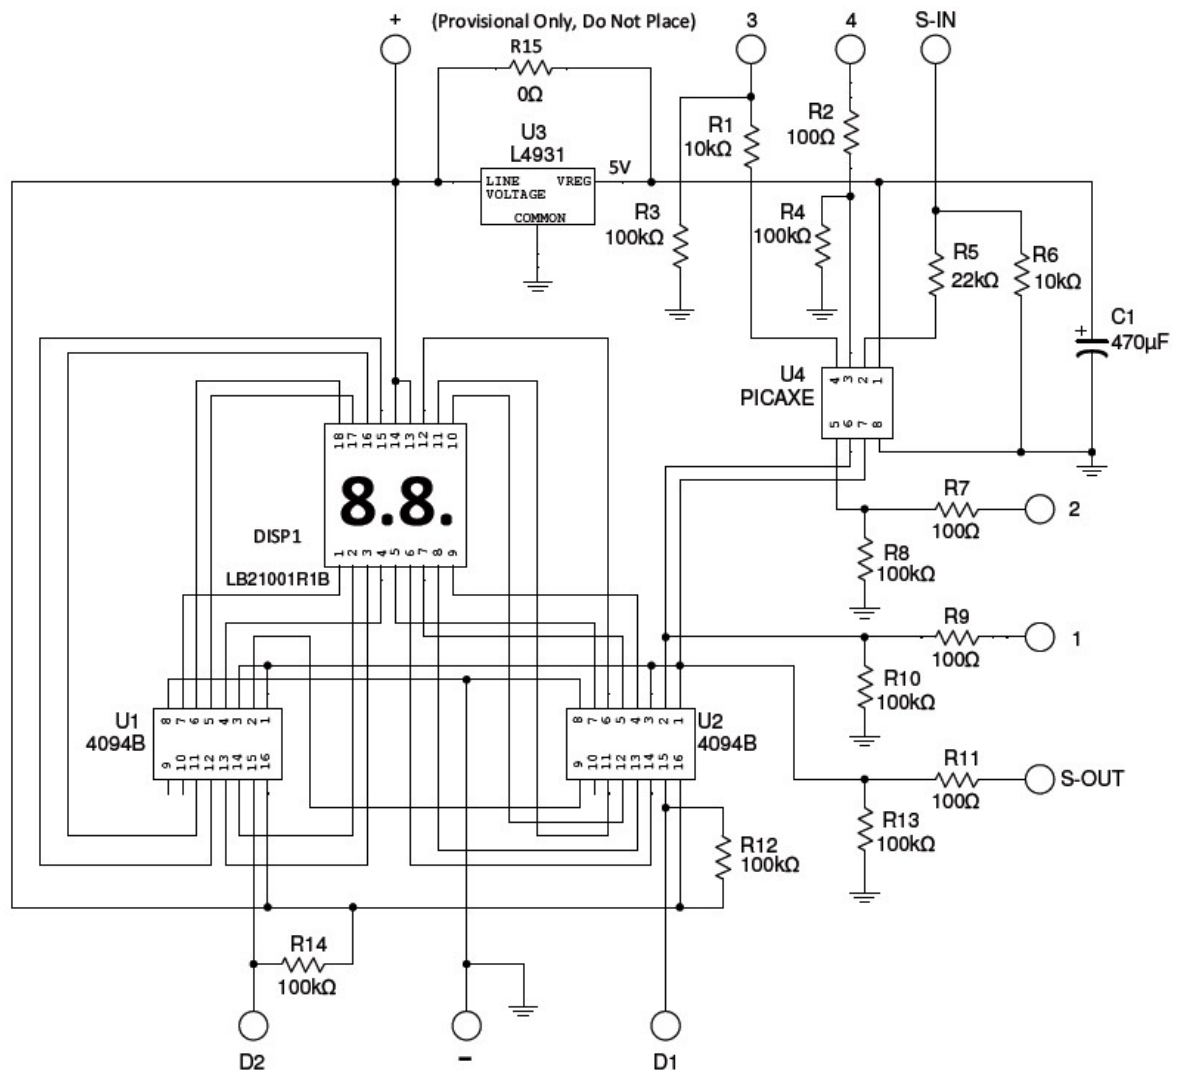 + (Provisional Only, Do Not Place) 3 4 S-IN
R15
0Ω
U3
L4931
5V
LINE VREG
VOLTAGE
COMMON
R1
10kΩ
R2
100Ω
R3
100kΩ
R4
100kΩ
R5
22kΩ
R6
10kΩ
C1
+
470µF
U4
PICAXE
4 3 2 1
5 6 7 8
18 17 16 15 14 13 12 11 10
8.8.
DISP1
LB21001R1B
1 2 3 4 5 6 7 8 9
R7
100Ω
2
R8
100kΩ
R9
100Ω
1
R10
100kΩ
U1
4094B
8 7 6 5 4 3 2 1
9 10 11 12 13 14 15 16
U2
4094B
8 7 6 5 4 3 2 1
9 10 11 12 13 14 15 16
R11
100Ω
S-OUT
R13
100kΩ
R12
100kΩ
R14
100kΩ
D2 – D1